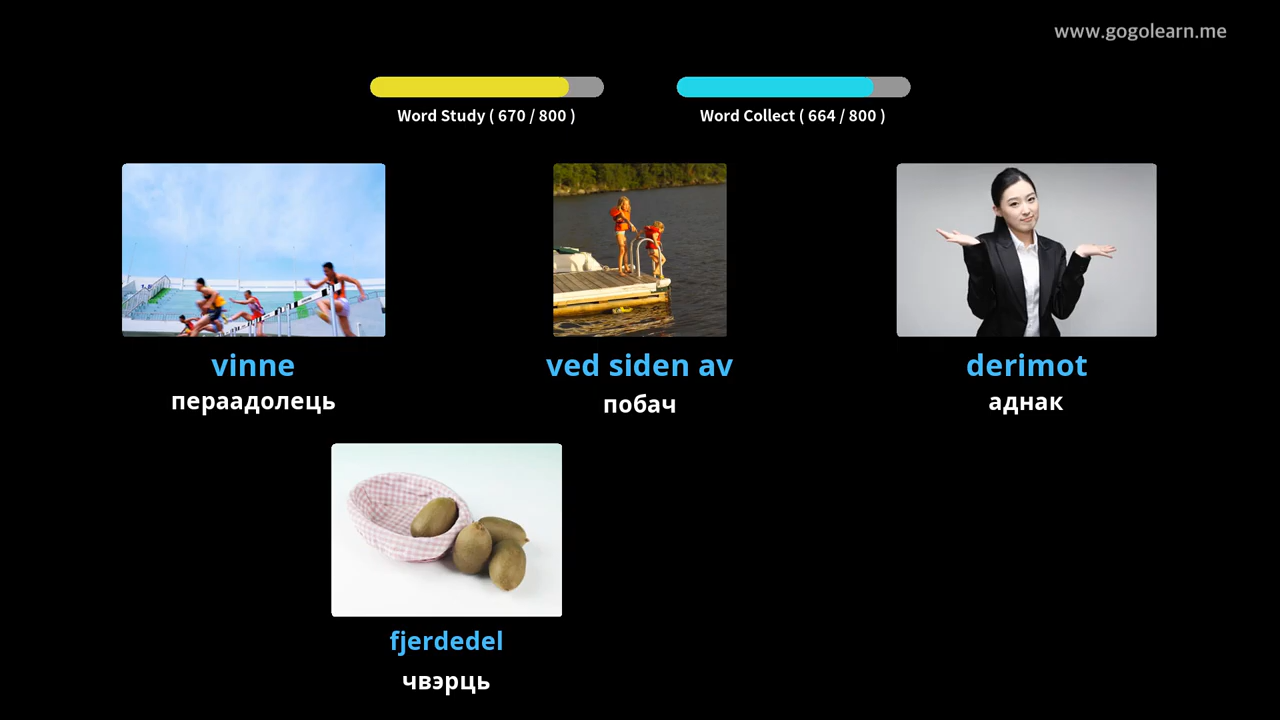 www.gogolearn.me
Word Study ( 670 / 800 )
Word Collect ( 664 / 800 )
vinne
ved siden av
derimot
пераадолець
побач
аднак
fjerdedel
чвэрць